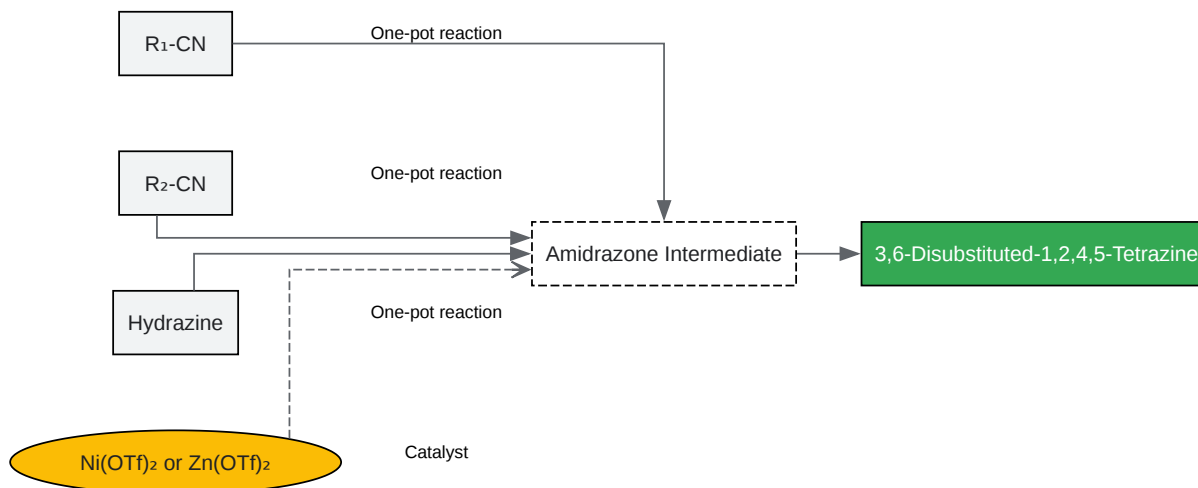 R₁-CN
One-pot reaction
R₂-CN
One-pot reaction
Amidrazone Intermediate
3,6-Disubstituted-1,2,4,5-Tetrazine
Hydrazine
One-pot reaction
Ni(OTf)₂ or Zn(OTf)₂
Catalyst